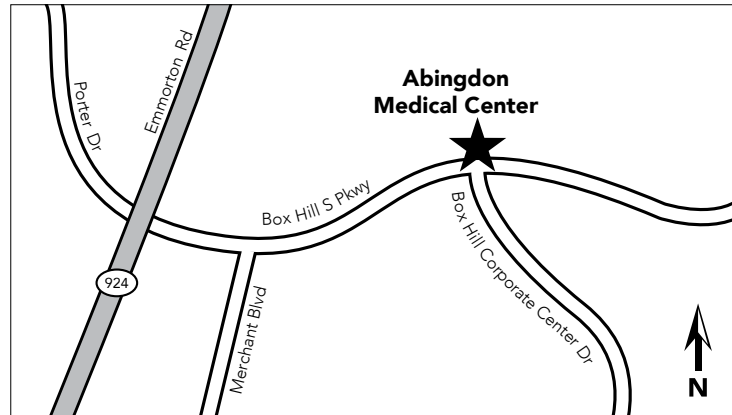 Porter Dr
Emmorton Rd
Abingdon
Medical Center
Box Hill S Pkwy
Box Hill Corporate Center Dr
924
Merchant Blvd
N